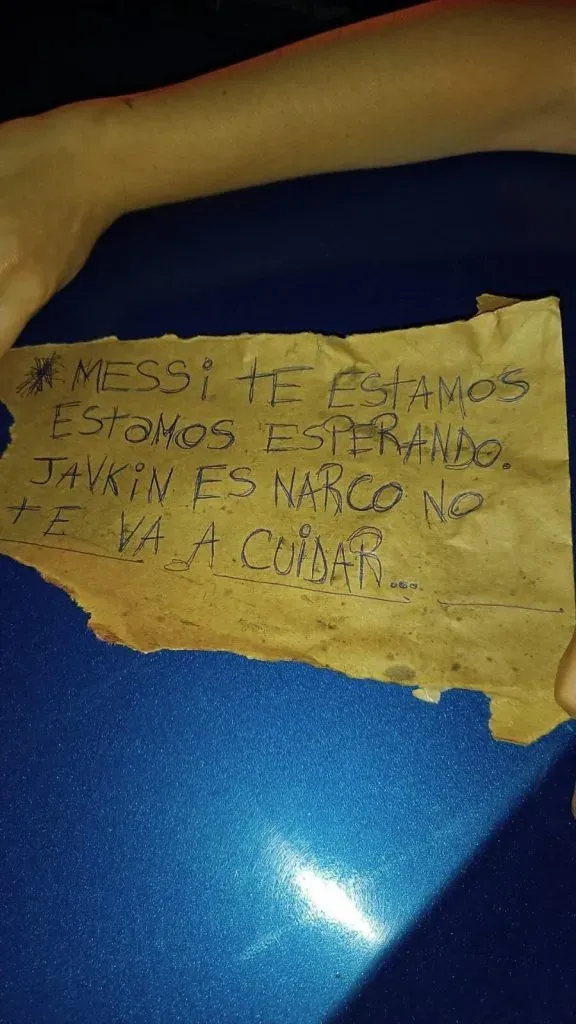 MESSi tE EStAMOS
EStaMOS ESPERANDO.
JAVKiN ES NARCO NO
tE VA A CUiDAR...